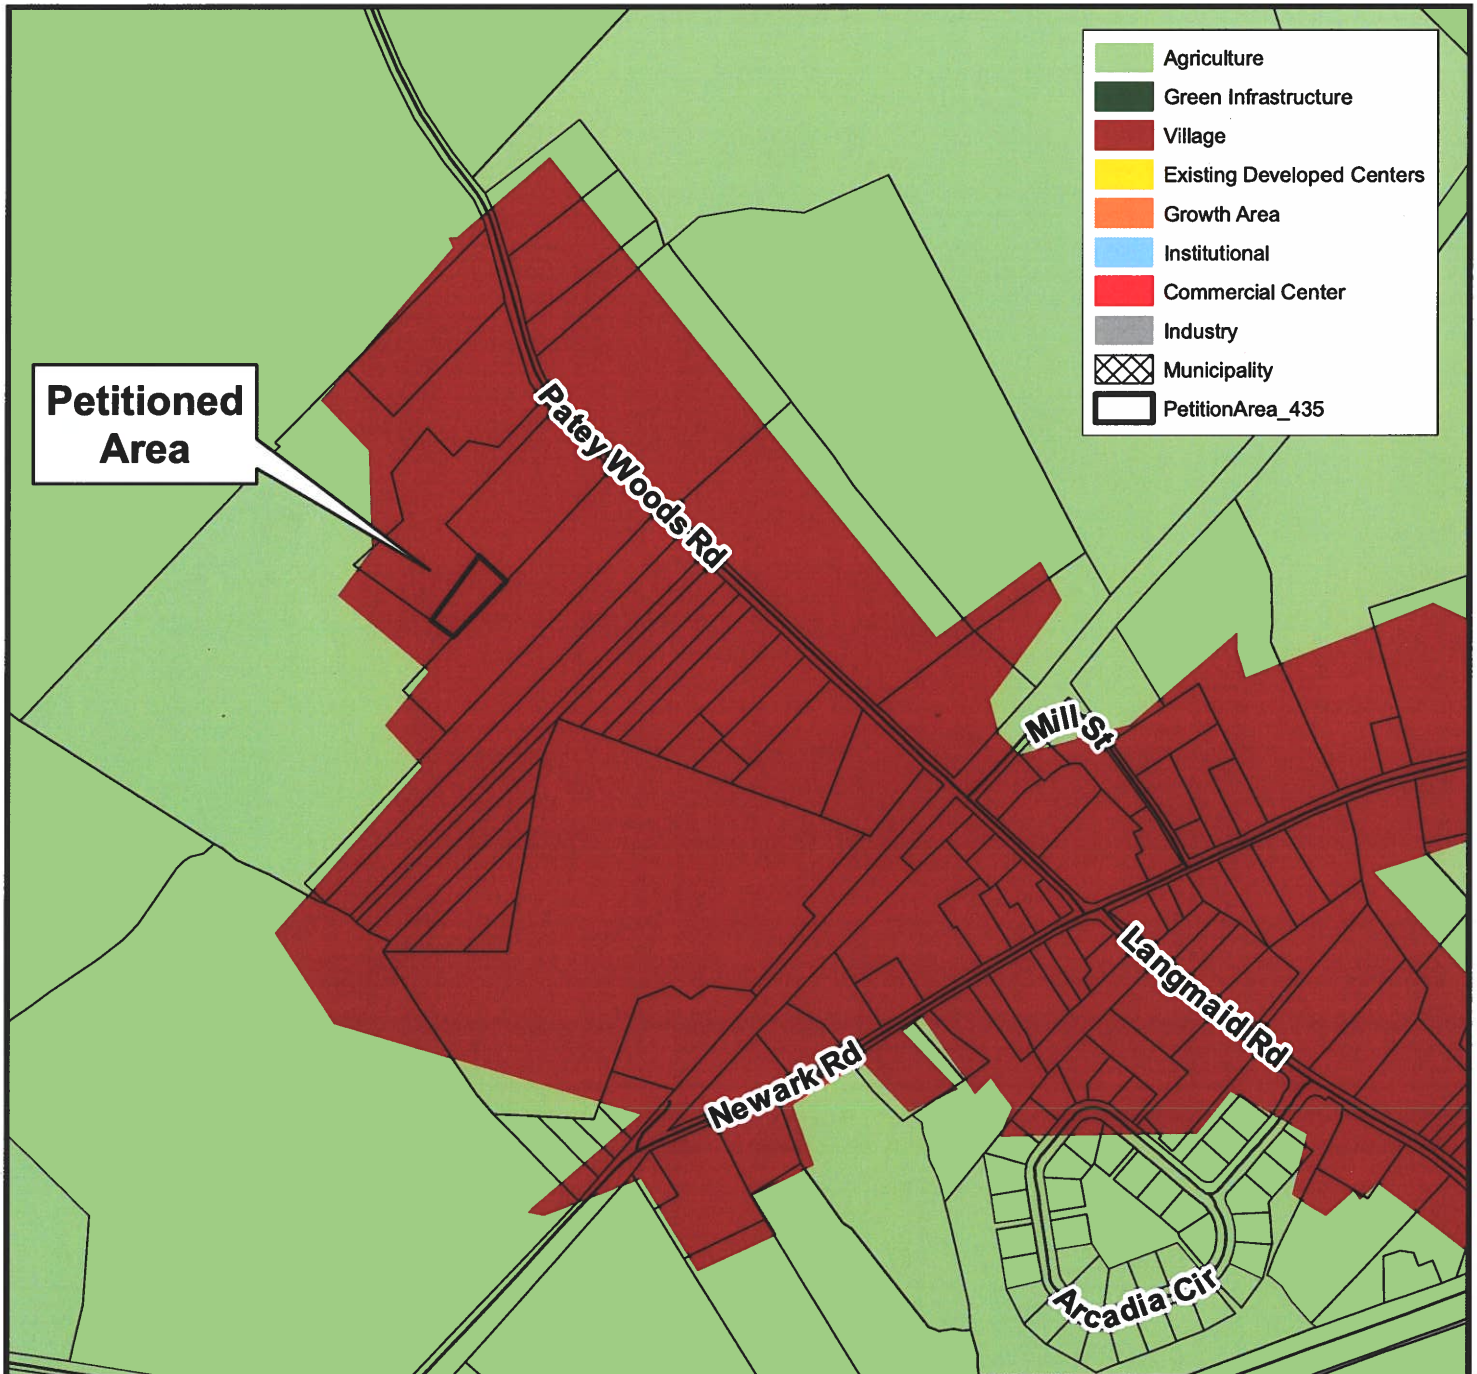 Agriculture
Green Infrastructure
Village
Existing Developed Centers
Growth Area
Institutional
Commercial Center
Industry
Municipality
PetitionArea_435
Petitioned
Area
Patey Woods Rd
Mill St
Langmaid Rd
Newark Rd
Arcadia Cir